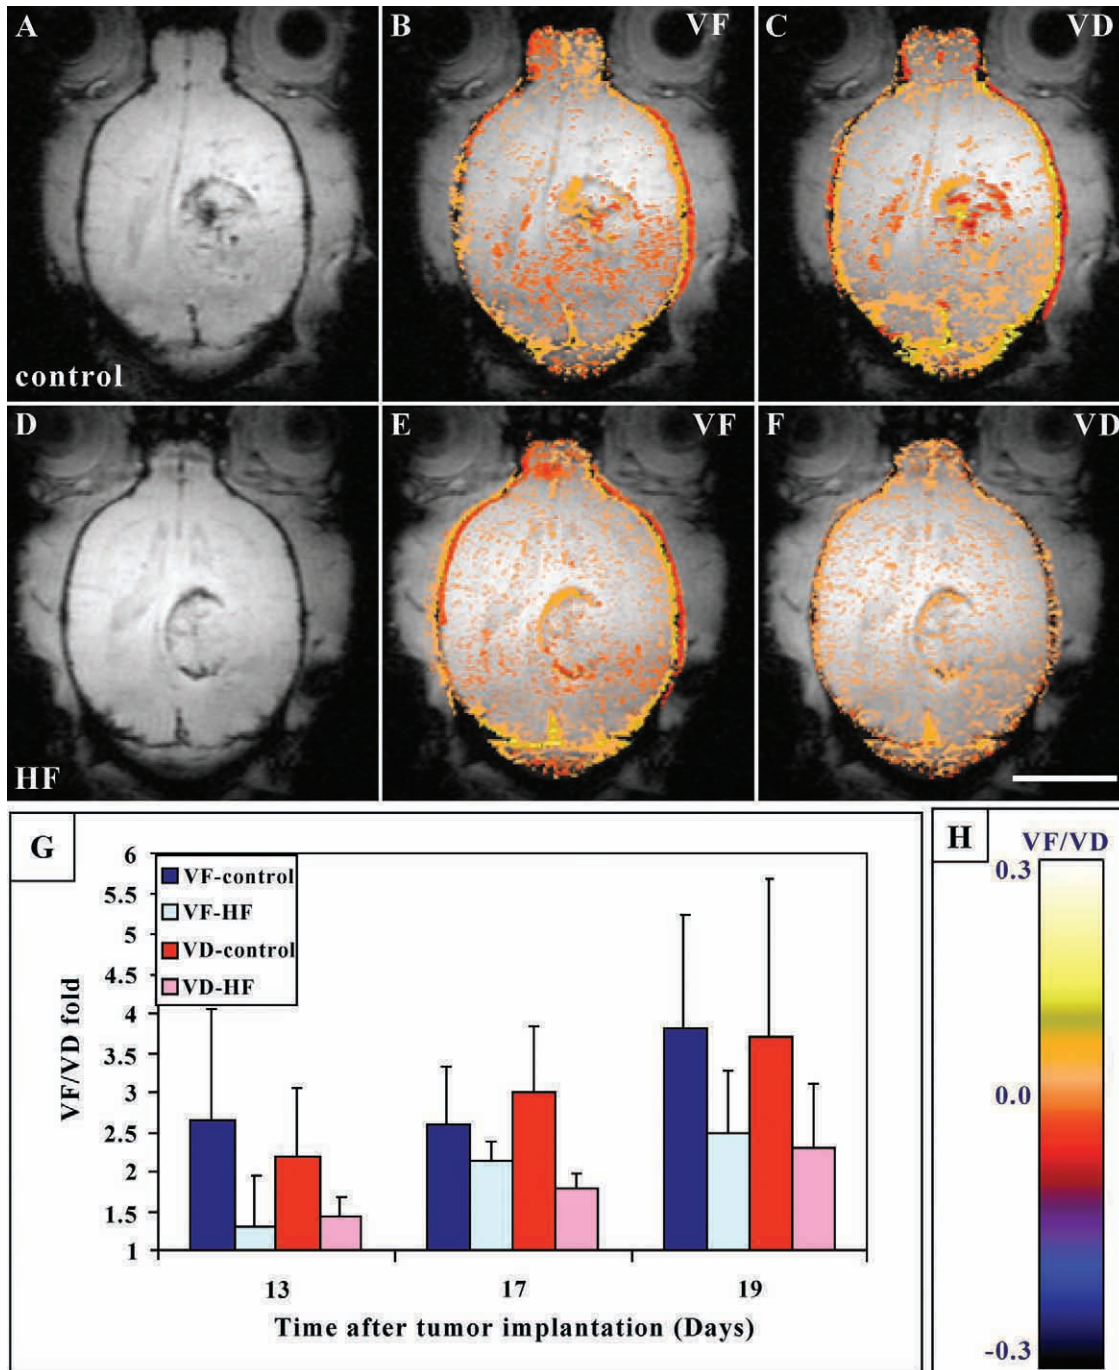 A
B
VF
C
VD
control
D
E
VF
F
VD
HF
G
6
5.5
5
4.5
4
3.5
3
2.5
2
1.5
1
VF/VD fold
VF-control
VF-HF
VD-control
VD-HF
13
17
19
Time after tumor implantation (Days)
H
VF/VD
0.3
0.0
-0.3